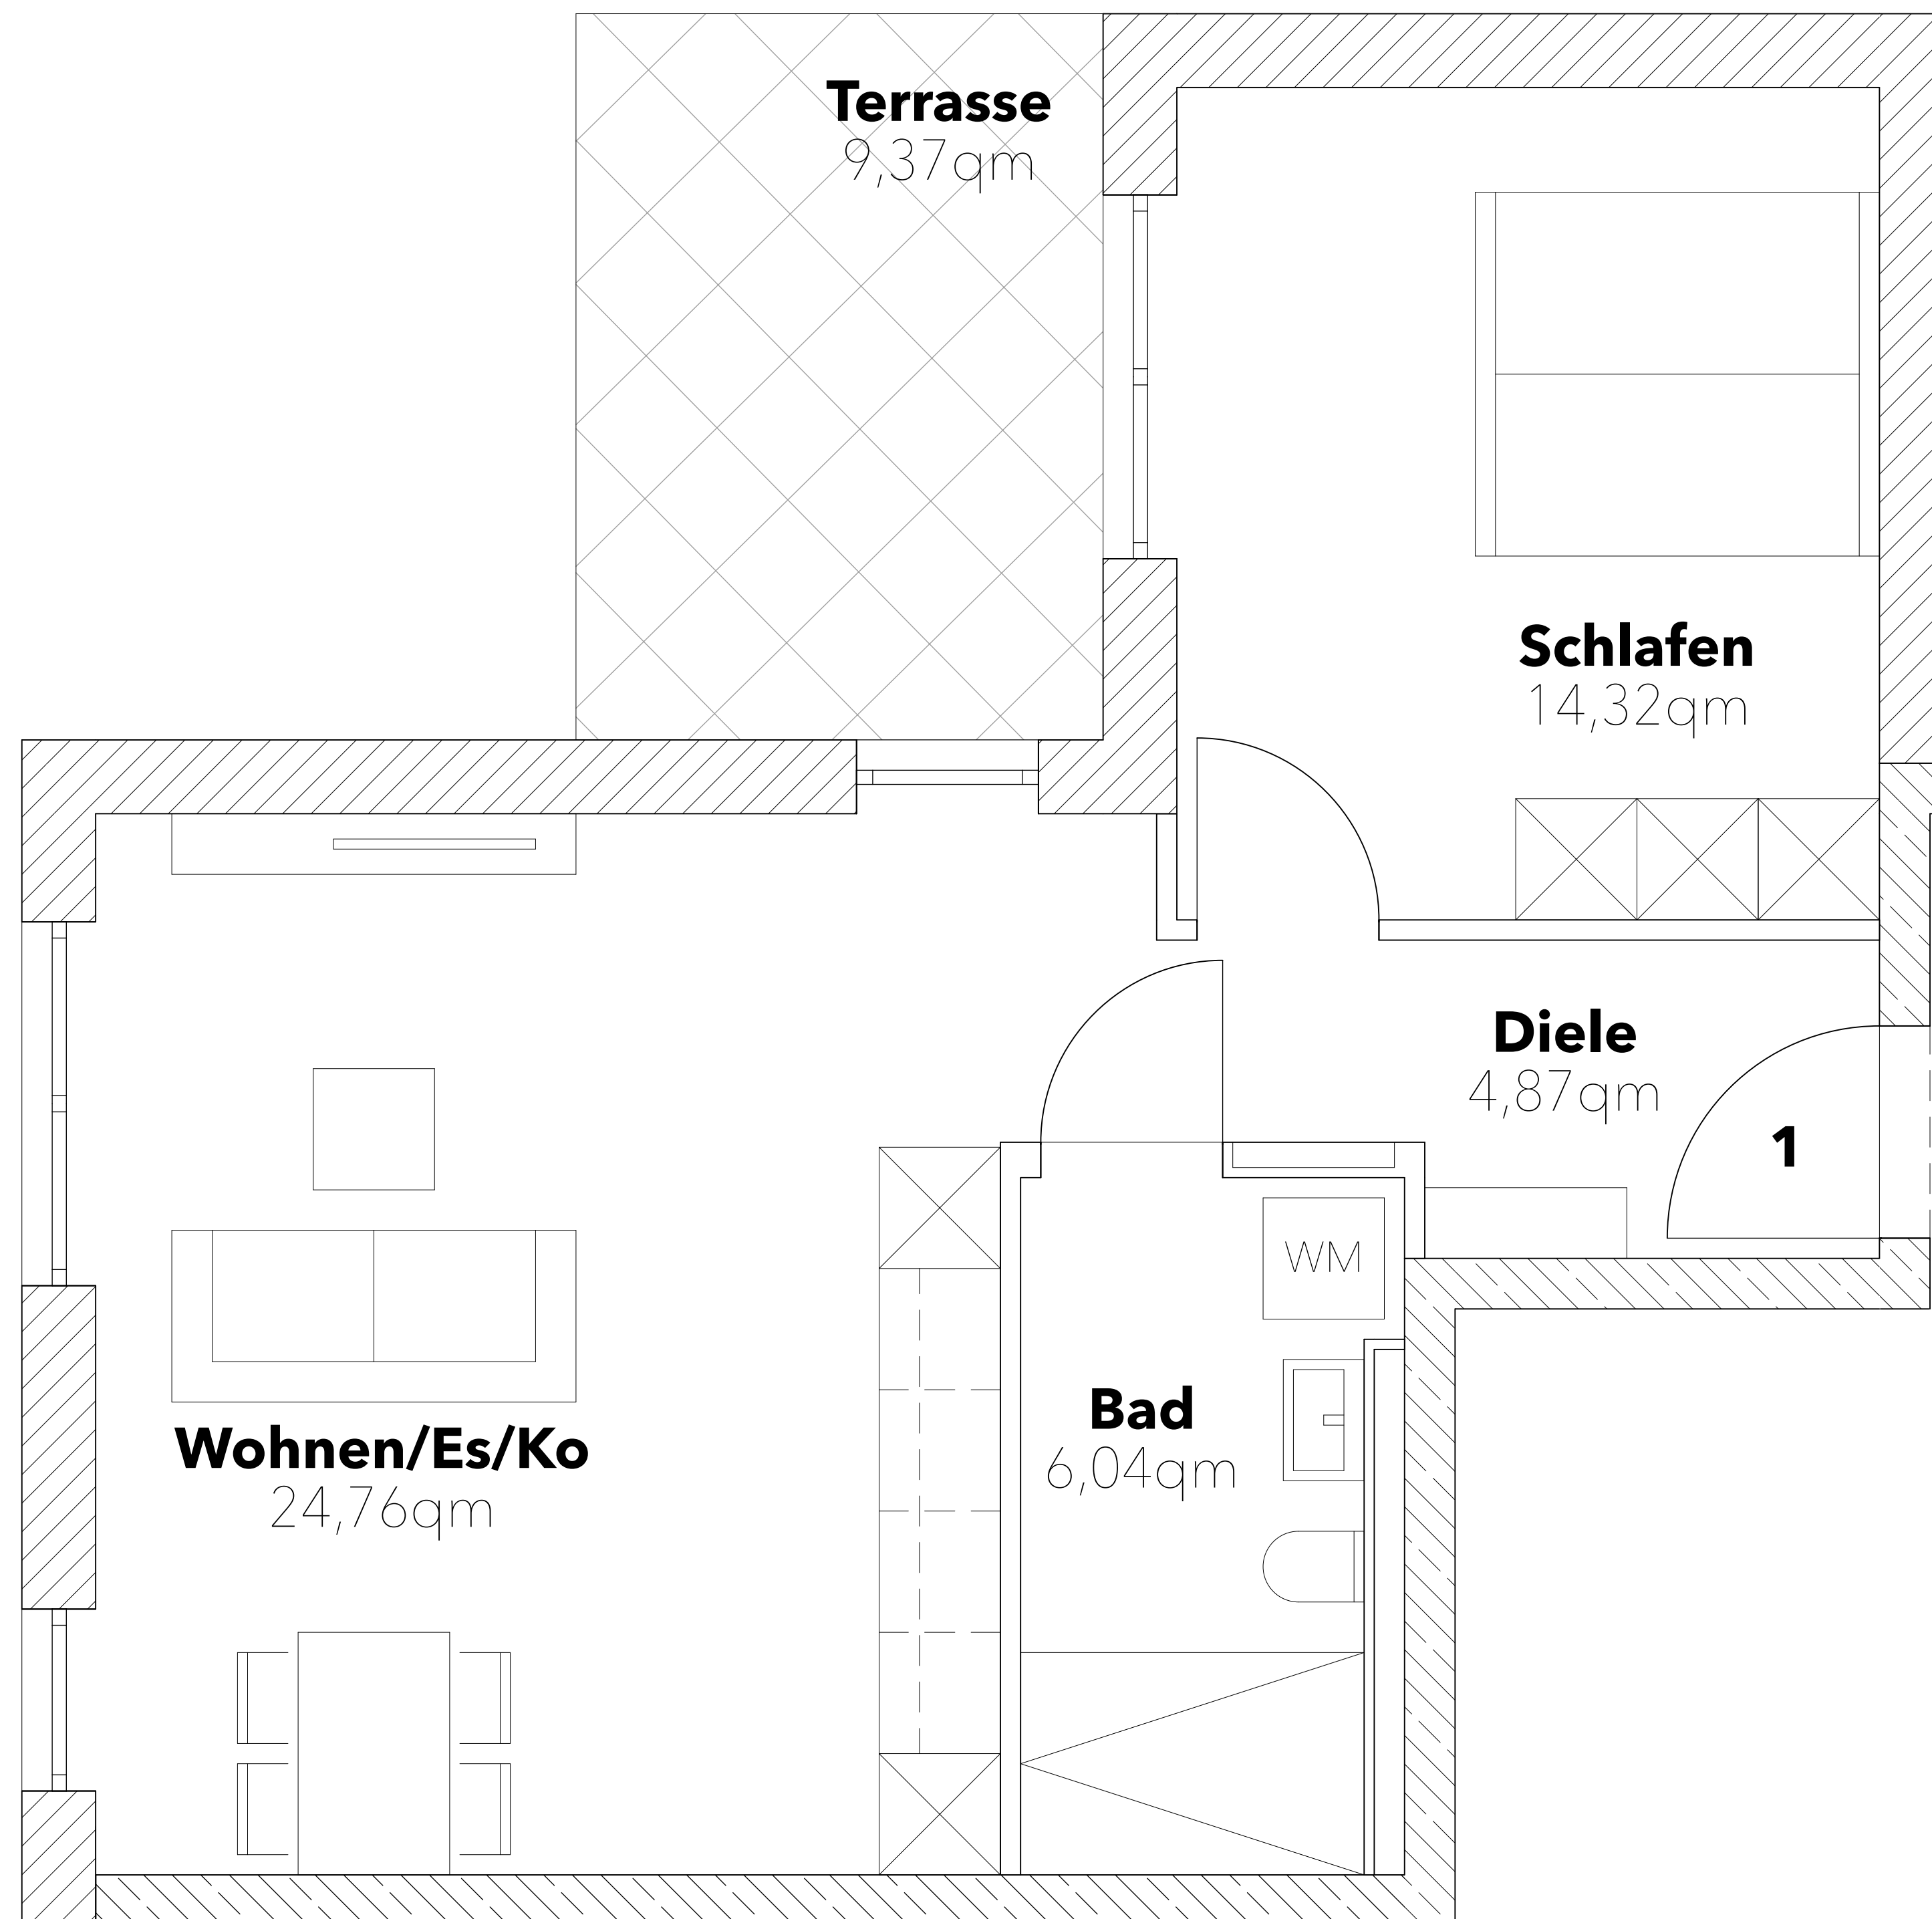 Terrasse
9,37qm
Schlafen
14,32qm
Diele
4,87qm
1
WM
Bad
6,04qm
Wohnen/Es/Ko
24,76qm